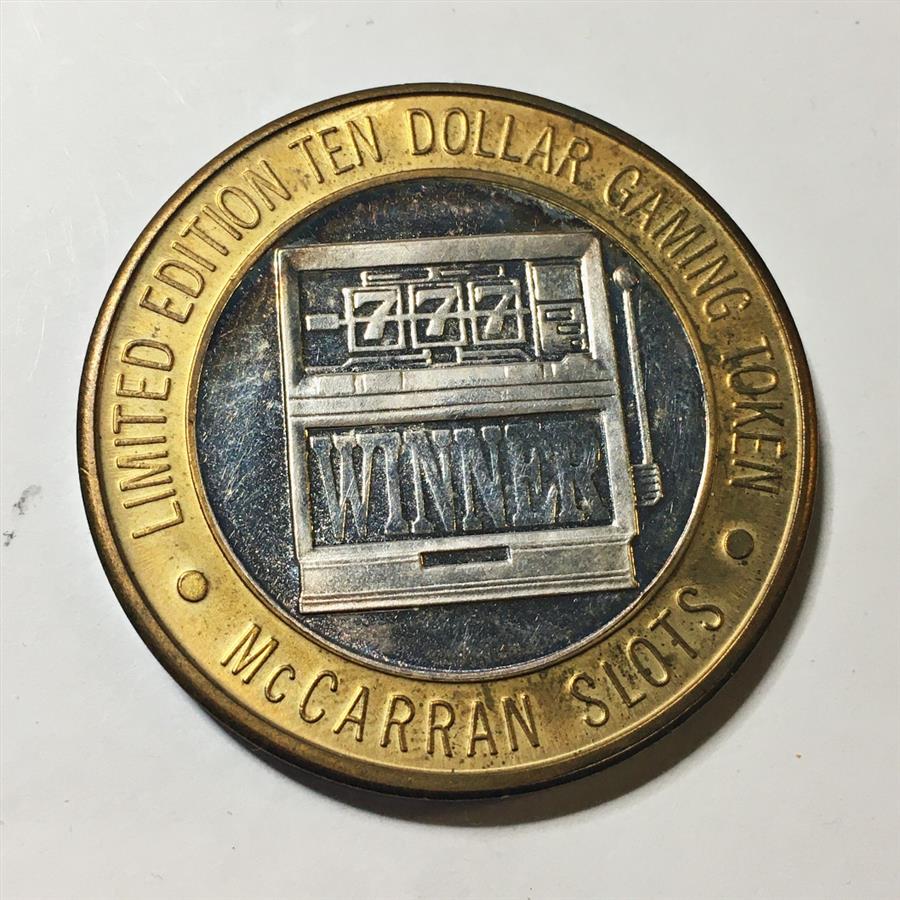 LIMITED EDITION TEN DOLLAR GAMING TOKEN
777
WINNER
• McCARRAN SLOTS •